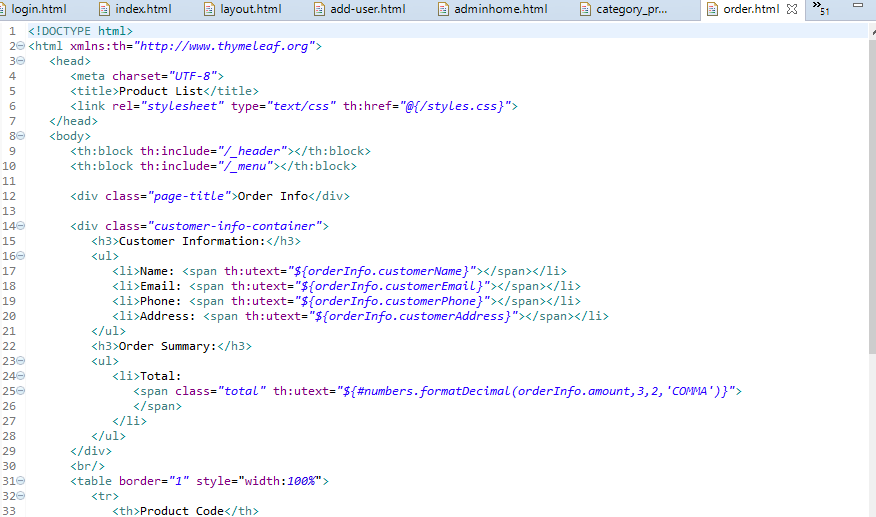 login.html index.html layout.html add-user.html adminhome.html category_pr... order.html »51
1 <!DOCTYPE html>
2 <html xmlns:th="http://www.thymeleaf.org">
3 <head>
4 <meta charset="UTF-8">
5 <title>Product List</title>
6 <link rel="stylesheet" type="text/css" th:href="@{/styles.css}">
7 </head>
8 <body>
9 <th:block th:include="/_header"></th:block>
10 <th:block th:include="/_menu"></th:block>
11
12 <div class="page-title">Order Info</div>
13
14 <div class="customer-info-container">
15 <h3>Customer Information:</h3>
16 <ul>
17 <li>Name: <span th:utext="${orderInfo.customerName}"></span></li>
18 <li>Email: <span th:utext="${orderInfo.customerEmail}"></span></li>
19 <li>Phone: <span th:utext="${orderInfo.customerPhone}"></span></li>
20 <li>Address: <span th:utext="${orderInfo.customerAddress}"></span></li>
21 </ul>
22 <h3>Order Summary:</h3>
23 <ul>
24 <li>Total:
25 <span class="total" th:utext="${#numbers.formatDecimal(orderInfo.amount,3,2,'COMMA')}">
26 </span>
27 </li>
28 </ul>
29 </div>
30 <br/>
31 <table border="1" style="width:100%">
32 <tr>
33 <th>Product Code</th>